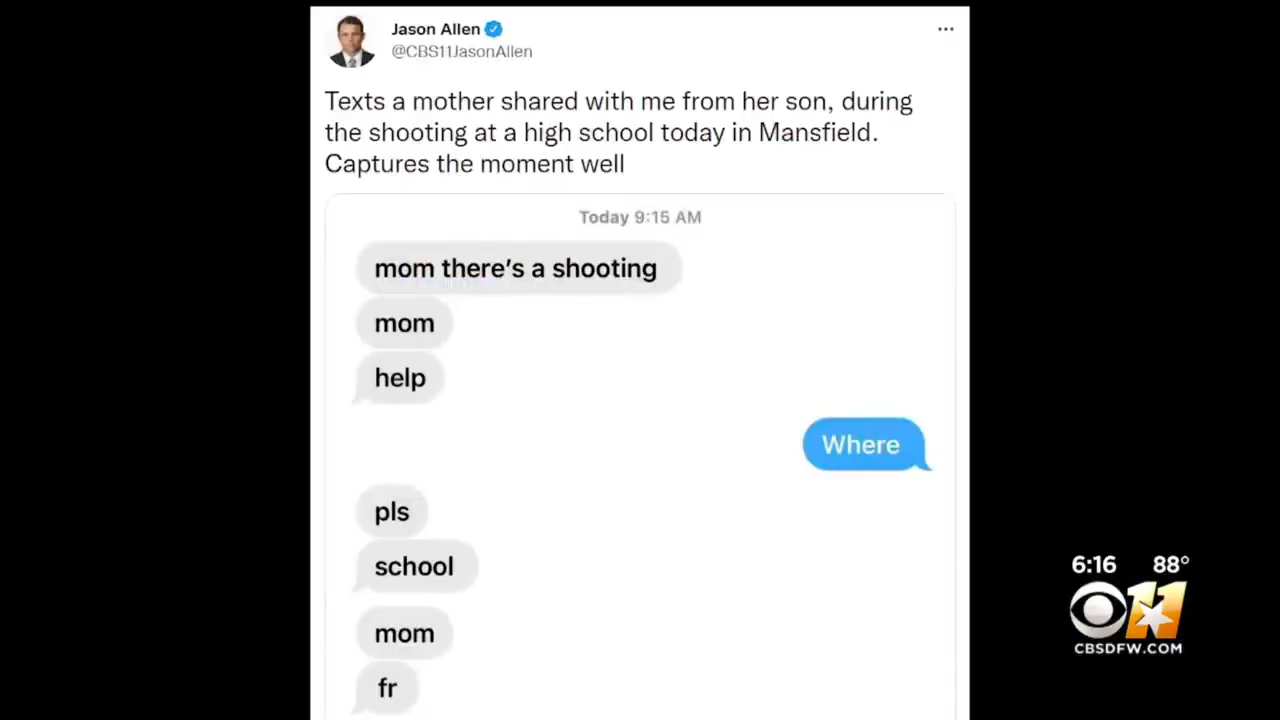 Jason Allen
@CBS11JasonAllen
Texts a mother shared with me from her son, during
the shooting at a high school today in Mansfield.
Captures the moment well
Today 9:15 AM
mom there's a shooting
mom
help
Where
pls
school
mom
fr
6:16 88°
11
CBSDFW.COM